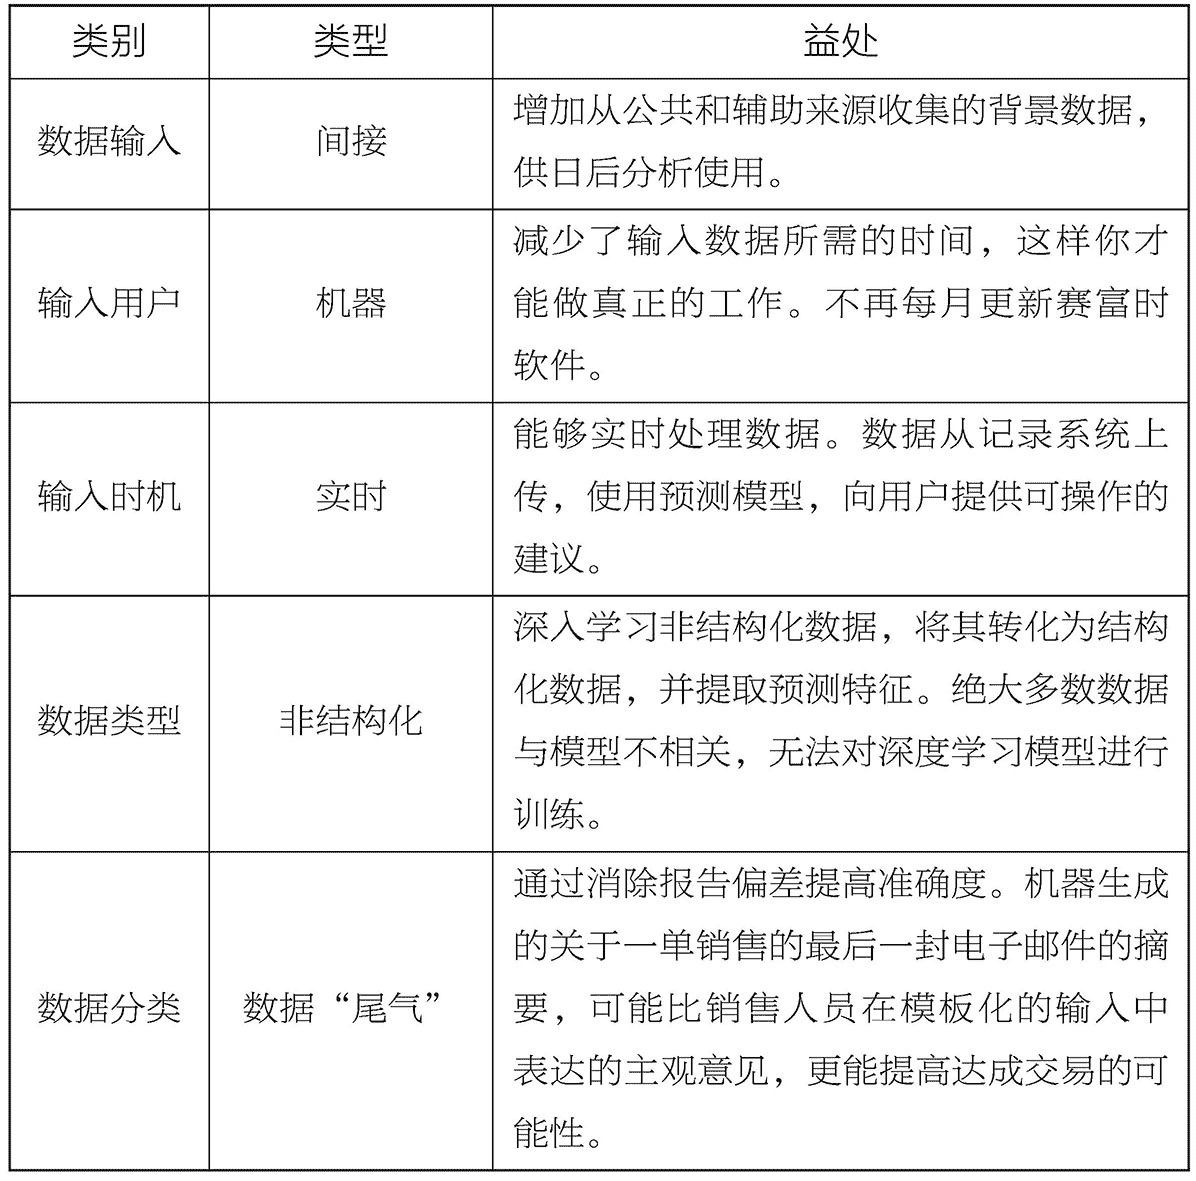 类别 类型 益处
数据输入 间接 增加从公共和辅助来源收集的背景数据，
供日后分析使用。
输入用户 机器 减少了输入数据所需的时间，这样你才
能做真正的工作。不再每月更新赛富时
软件。
输入时机 实时 能够实时处理数据。数据从记录系统上
传，使用预测模型，向用户提供可操作的
建议。
数据类型 非结构化 深入学习非结构化数据，将其转化为结构
化数据，并提取预测特征。绝大多数数据
与模型不相关，无法对深度学习模型进行
训练。
数据分类 数据“尾气” 通过消除报告偏差提高准确度。机器生成
的关于一单销售的最后一封电子邮件的摘
要，可能比销售人员在模板化的输入中
表达的主观意见，更能提高达成交易的可
能性。